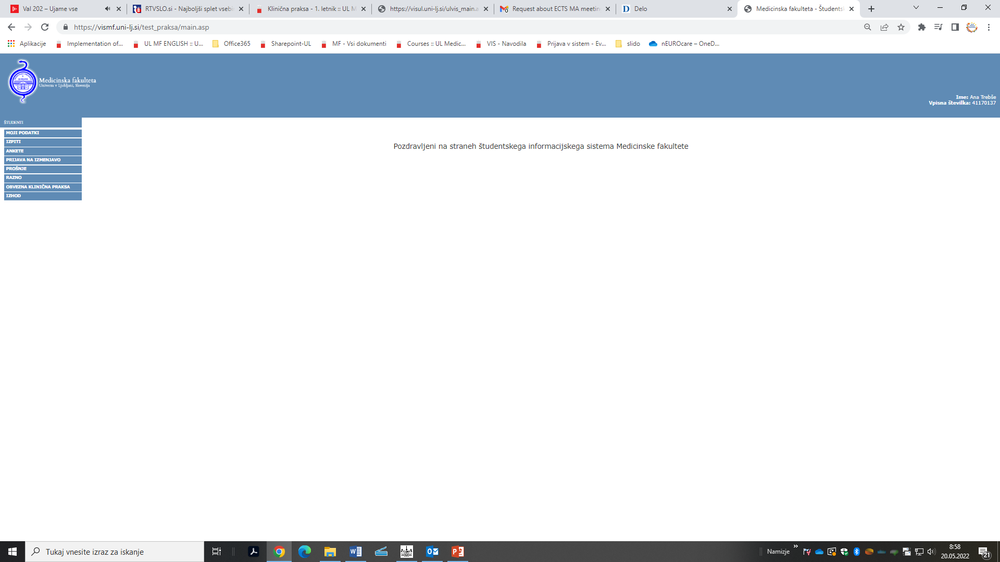 Val 202 – Ujame vse
RTVSLO.si - Najboljši splet vsebin
Klinična praksa - 1. letnik :: UL M
https://visul.uni-lj.si/ulvis_main.a
Request about ECTS MA meetin
Delo
Medicinska fakulteta - Študents
https://vismf.uni-lj.si/test_praksa/main.asp
Aplikacije
Implementation of...
UL MF ENGLISH :: U...
Office365
Sharepoint-UL
MF - Vsi dokumenti
Courses :: UL Medic...
VIS - Navodila
Prijava v sistem - Ev...
slido
nEUROcare – OneD...
Medicinska fakulteta
Univerza v Ljubljani, Slovenija
Ime: Ana Trebše
Vpisna številka: 41170137
ŠTUDENTI
MOJI PODATKI
IZPITI
ANKETE
PRIJAVA NA IZMENJAVO
PROŠNJE
RAZNO
OBVEZNA KLINIČNA PRAKSA
IZHOD
Pozdravljeni na straneh študentskega informacijskega sistema Medicinske fakultete
Tukaj vnesite izraz za iskanje
Namizje
8:58
20.05.2022
21